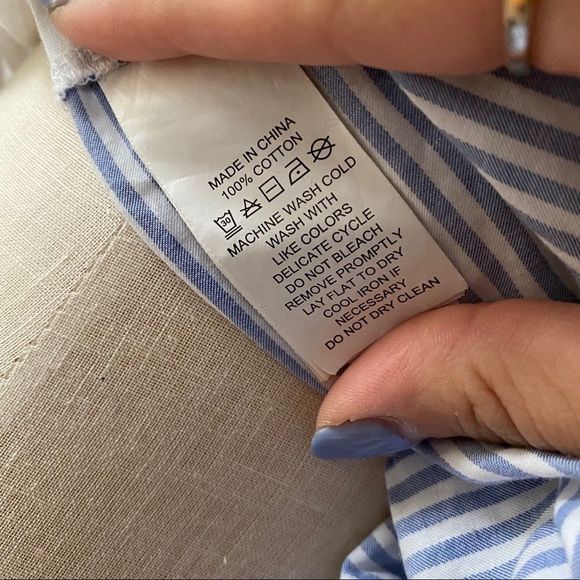 MADE IN CHINA
100% COTTON
30
MACHINE WASH COLD
WASH WITH
LIKE COLORS
DELICATE CYCLE
DO NOT BLEACH
REMOVE PROMPTLY
LAY FLAT TO DRY
COOL IRON IF
NECESSARY
DO NOT DRY CLEAN